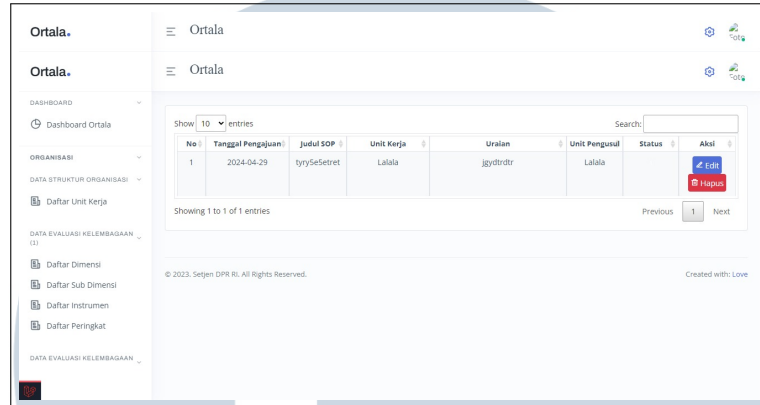 Ortala.
Ortala
Foto
Ortala.
Ortala
Foto
DASHBOARD
Dashboard Ortala
ORGANISASI
DATA STRUKTUR ORGANISASI
Daftar Unit Kerja
DATA EVALUASI KELEMBAGAAN
(1)
Daftar Dimensi
Daftar Sub Dimensi
Daftar Instrumen
Daftar Peringkat
DATA EVALUASI KELEMBAGAAN
Show 10 entries
Search:
No Tanggal Pengajuan Judul SOP Unit Kerja Uraian Unit Pengusul Status Aksi
1 2024-04-29 tyry5e5etret Lalala jgydtrdtr Lalala Edit
Hapus
Showing 1 to 1 of 1 entries
Previous 1 Next
© 2023. Setjen DPR RI. All Rights Reserved.
Created with: Love